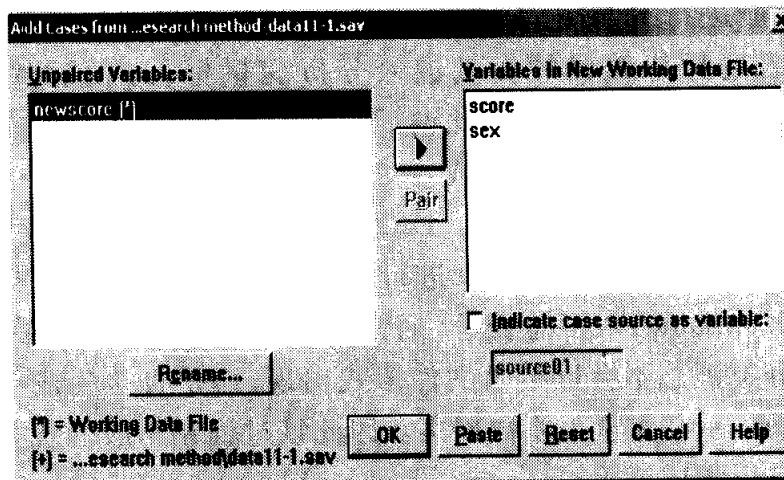 Add Cases from ...esearch method\data11-1.sav
Unpaired Variables:
newscore (*)
Pair
Rename...
Variables in New Working Data File:
score
sex
Indicate case source as variable:
source01
(*) = Working Data File
(+) = ...esearch method\data11-1.sav
OK
Paste
Reset
Cancel
Help